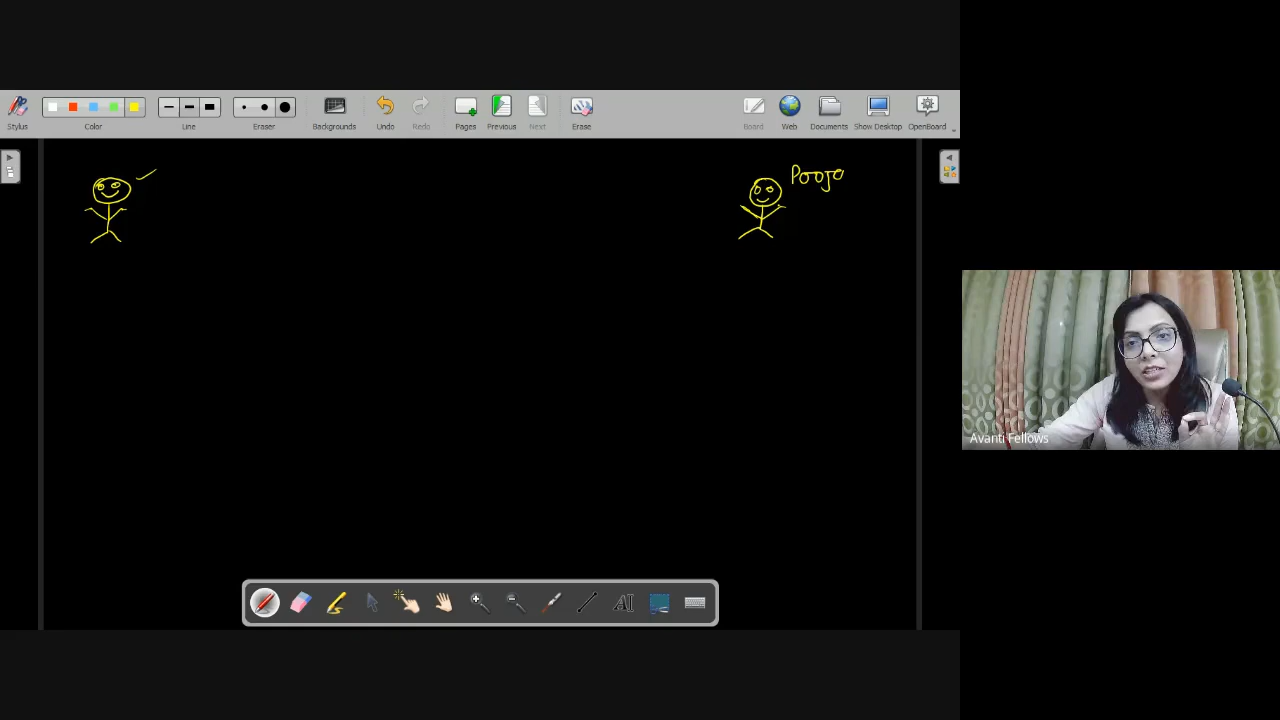 Stylus
Color
Line
Eraser
Backgrounds
Undo
Redo
Pages
Previous
Next
Erase
Board
Web
Documents
Show Desktop
OpenBoard
Pooja
Avanti Fellows
AI